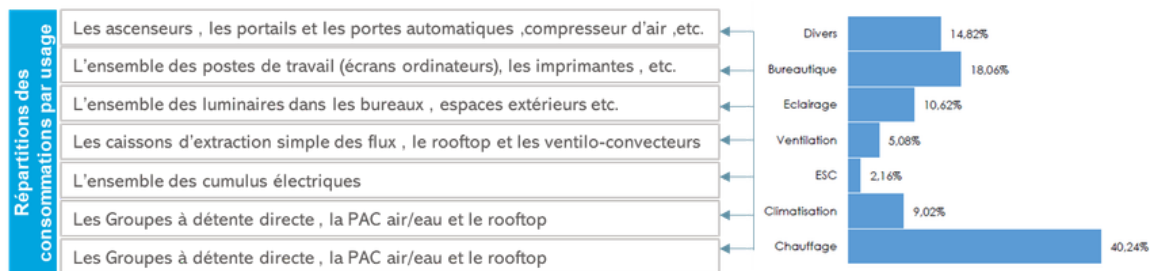 Répartitions des
consommations par usage
Les ascenseurs , les portails et les portes automatiques ,compresseur d'air ,etc.
L'ensemble des postes de travail (écrans ordinateurs), les imprimantes , etc.
L'ensemble des luminaires dans les bureaux , espaces extérieurs etc.
Les caissons d'extraction simple des flux , le rooftop et les ventilo-convecteurs
L'ensemble des cumulus électriques
Les Groupes à détente directe , la PAC air/eau et le rooftop
Les Groupes à détente directe , la PAC air/eau et le rooftop
Divers 14,82%
Bureautique 18,06%
Eclairage 10,62%
Ventilation 5,08%
ESC 2,16%
Climatisation 9,02%
Chauffage 40,24%